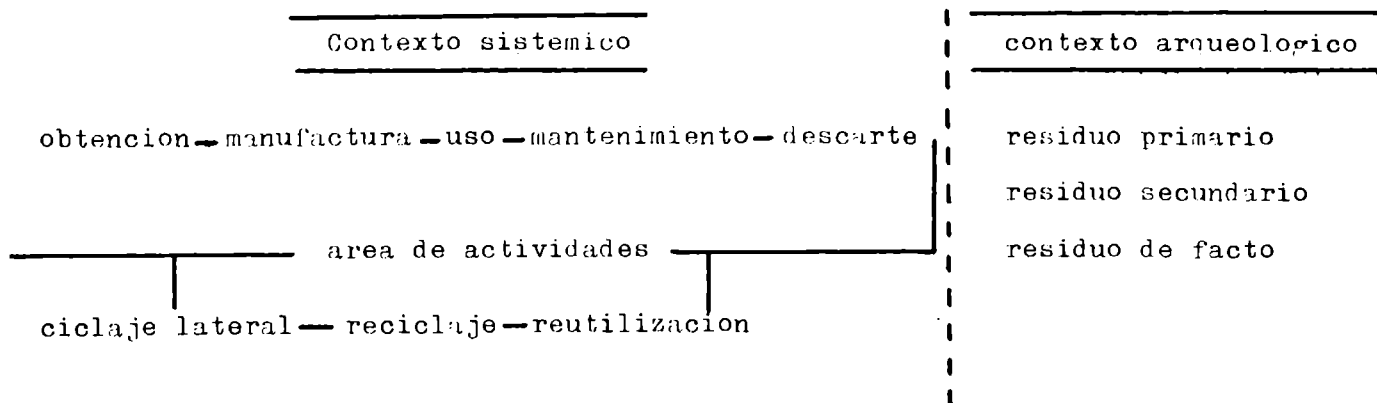 Contexto sistemico
contexto arqueologico
obtencion — manufactura — uso — mantenimiento — descarte
residuo primario
residuo secundario
area de actividades
residuo de facto
ciclaje lateral — reciclaje — reutilizacion